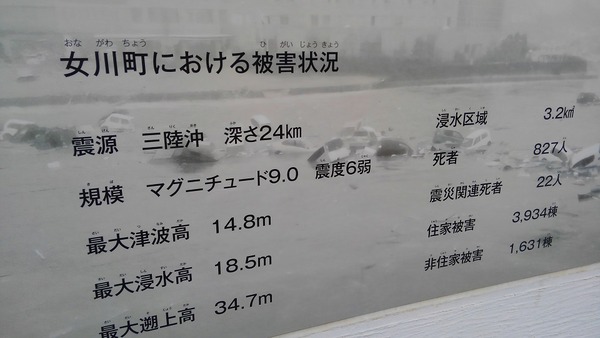 女川町における被害状況
震源 三陸沖 深さ24km
規模 マグニチュード9.0 震度6弱
最大津波高 14.8m
最大浸水高 18.5m
最大遡上高 34.7m
浸水区域 3.2km²
死者 827人
震災関連死者 22人
住家被害 3,934棟
非住家被害 1,631棟